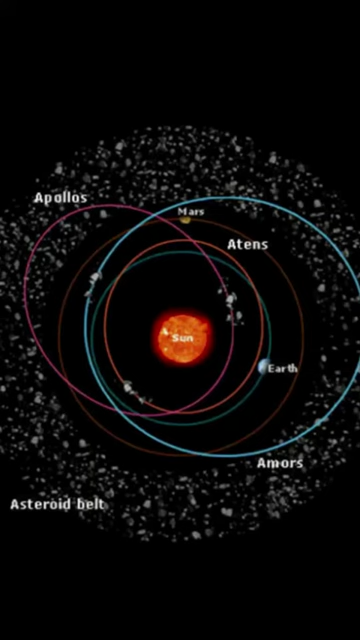 Apollos
Mars
Atens
Sun
Earth
Amors
Asteroid belt